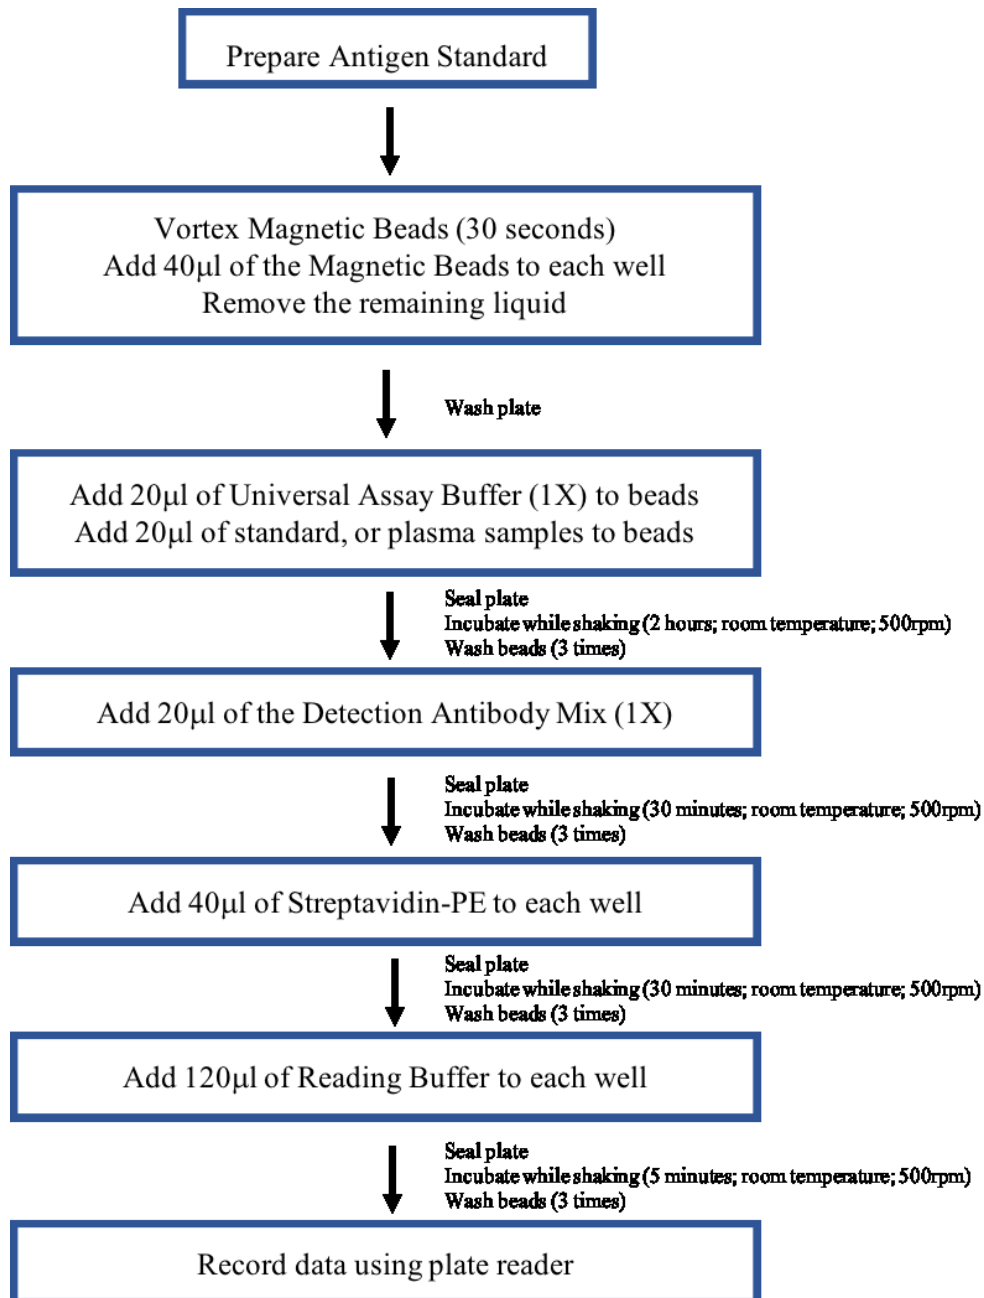 Prepare Antigen Standard
Vortex Magnetic Beads (30 seconds)
Add 40µl of the Magnetic Beads to each well
Remove the remaining liquid
Wash plate
Add 20µl of Universal Assay Buffer (1X) to beads
Add 20µl of standard, or plasma samples to beads
Seal plate
Incubate while shaking (2 hours; room temperature; 500rpm)
Wash beads (3 times)
Add 20µl of the Detection Antibody Mix (1X)
Seal plate
Incubate while shaking (30 minutes; room temperature; 500rpm)
Wash beads (3 times)
Add 40µl of Streptavidin-PE to each well
Seal plate
Incubate while shaking (30 minutes; room temperature; 500rpm)
Wash beads (3 times)
Add 120µl of Reading Buffer to each well
Seal plate
Incubate while shaking (5 minutes; room temperature; 500rpm)
Wash beads (3 times)
Record data using plate reader